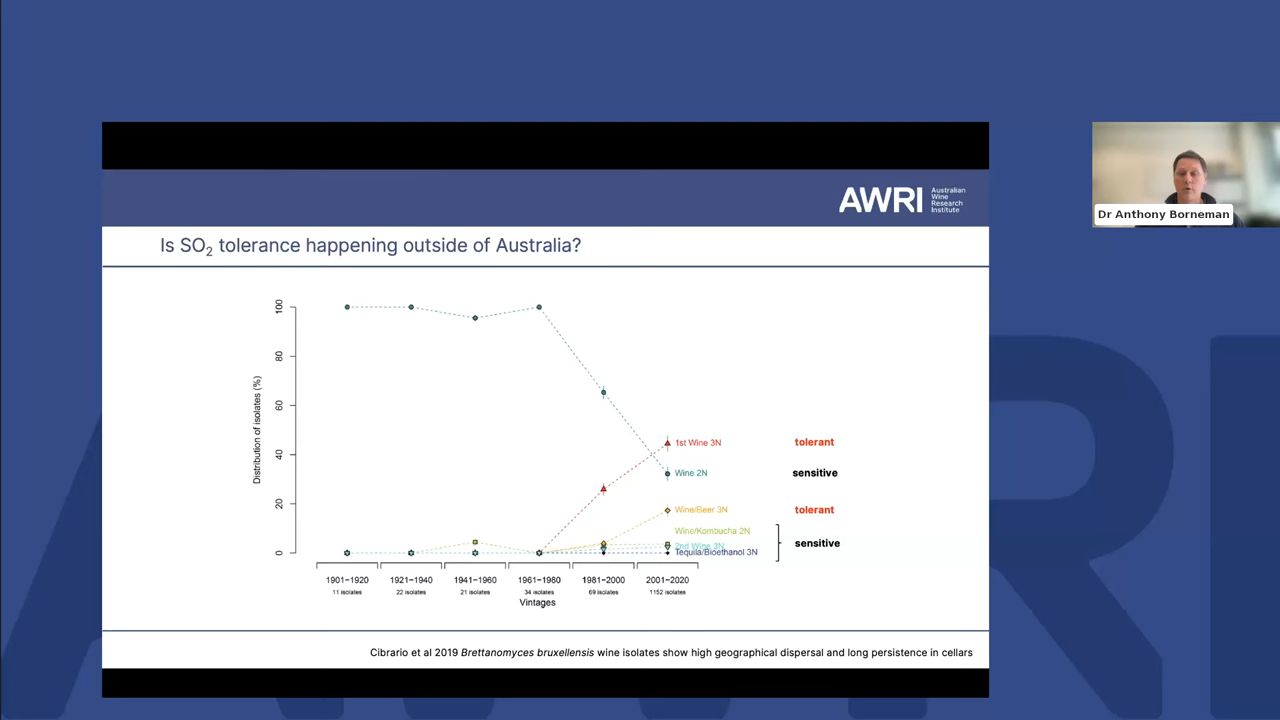 AWRI
Australian
Wine
Research
Institute
Dr Anthony Borneman
Is SO2 tolerance happening outside of Australia?
Distribution of isolates (%)
100
80
60
40
20
0
1st Wine 3N tolerant
Wine 2N sensitive
Wine/Beer 3N tolerant
Wine/Kombucha 2N
2nd Wine 3N sensitive
Tequila/Bioethanol 3N
1901–1920 1921–1940 1941–1960 1961–1980 1981–2000 2001–2020
11 isolates 22 isolates 21 isolates 34 isolates 69 isolates 1152 isolates
Vintages
Cibrario et al 2019 Brettanomyces bruxellensis wine isolates show high geographical dispersal and long persistence in cellars